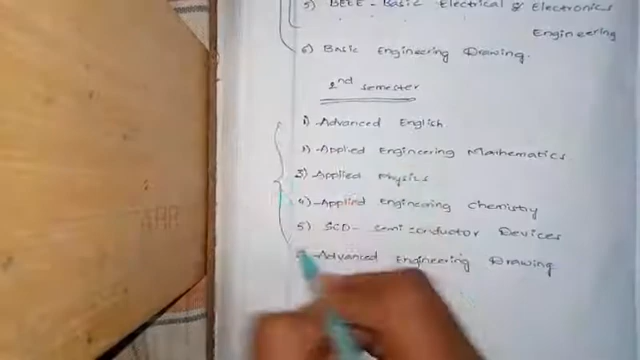 5) BEEE - Basic Electrical & Electronics
Engineering
6) Basic Engineering Drawing.
2nd semester
1) Advanced English
2) Applied Engineering Mathematics.
3) Applied Physics
4) Applied Engineering Chemistry
5) SCD - Semi Conductor Devices
Advanced Engineering Drawing